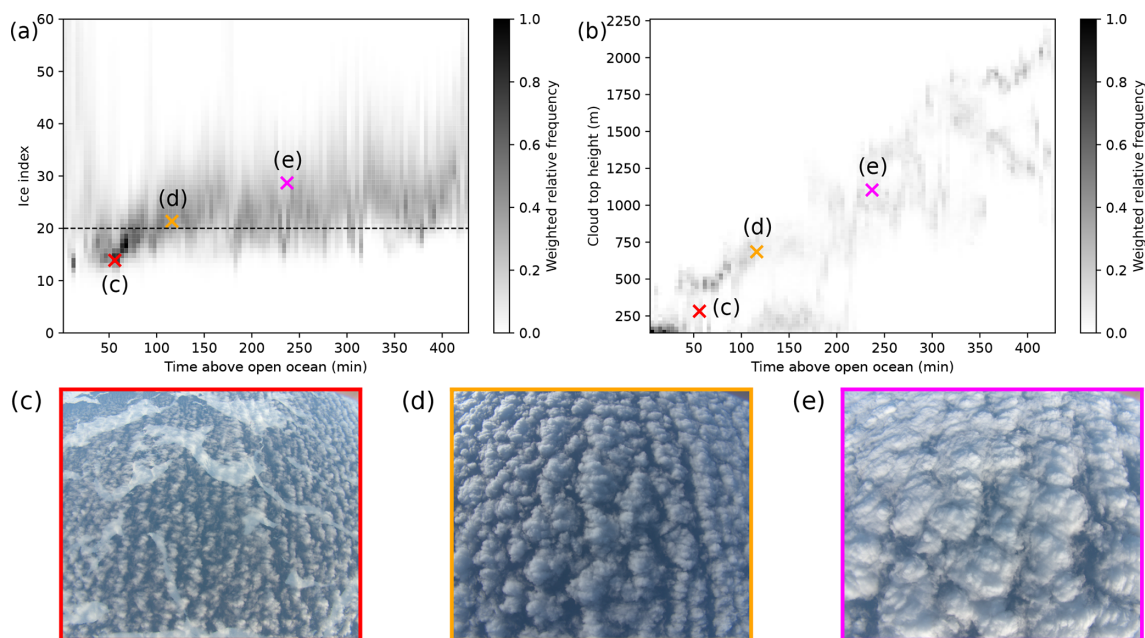 (a)
60
50
40
30
20
10
0
Ice index
(d)
(e)
(c)
50 100 150 200 250 300 350 400
Time above open ocean (min)
1.0
0.8
0.6
0.4
0.2
0.0
Weighted relative frequency
(b)
2250
2000
1750
1500
1250
1000
750
500
250
Cloud top height (m)
(e)
(d)
(c)
50 100 150 200 250 300 350 400
Time above open ocean (min)
1.0
0.8
0.6
0.4
0.2
0.0
Weighted relative frequency
(c)
(d)
(e)